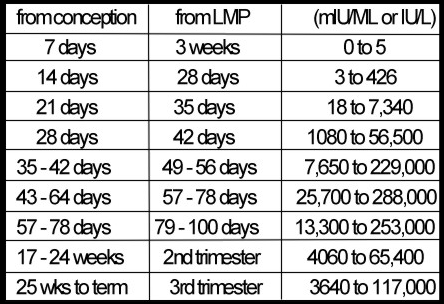 from conception from LMP (mIU/ML or IU/L)
7 days 3 weeks 0 to 5
14 days 28 days 3 to 426
21 days 35 days 18 to 7,340
28 days 42 days 1080 to 56,500
35 - 42 days 49 - 56 days 7,650 to 229,000
43 - 64 days 57 - 78 days 25,700 to 288,000
57 - 78 days 79 - 100 days 13,300 to 253,000
17 - 24 weeks 2nd trimester 4060 to 65,400
25 wks to term 3rd trimester 3640 to 117,000